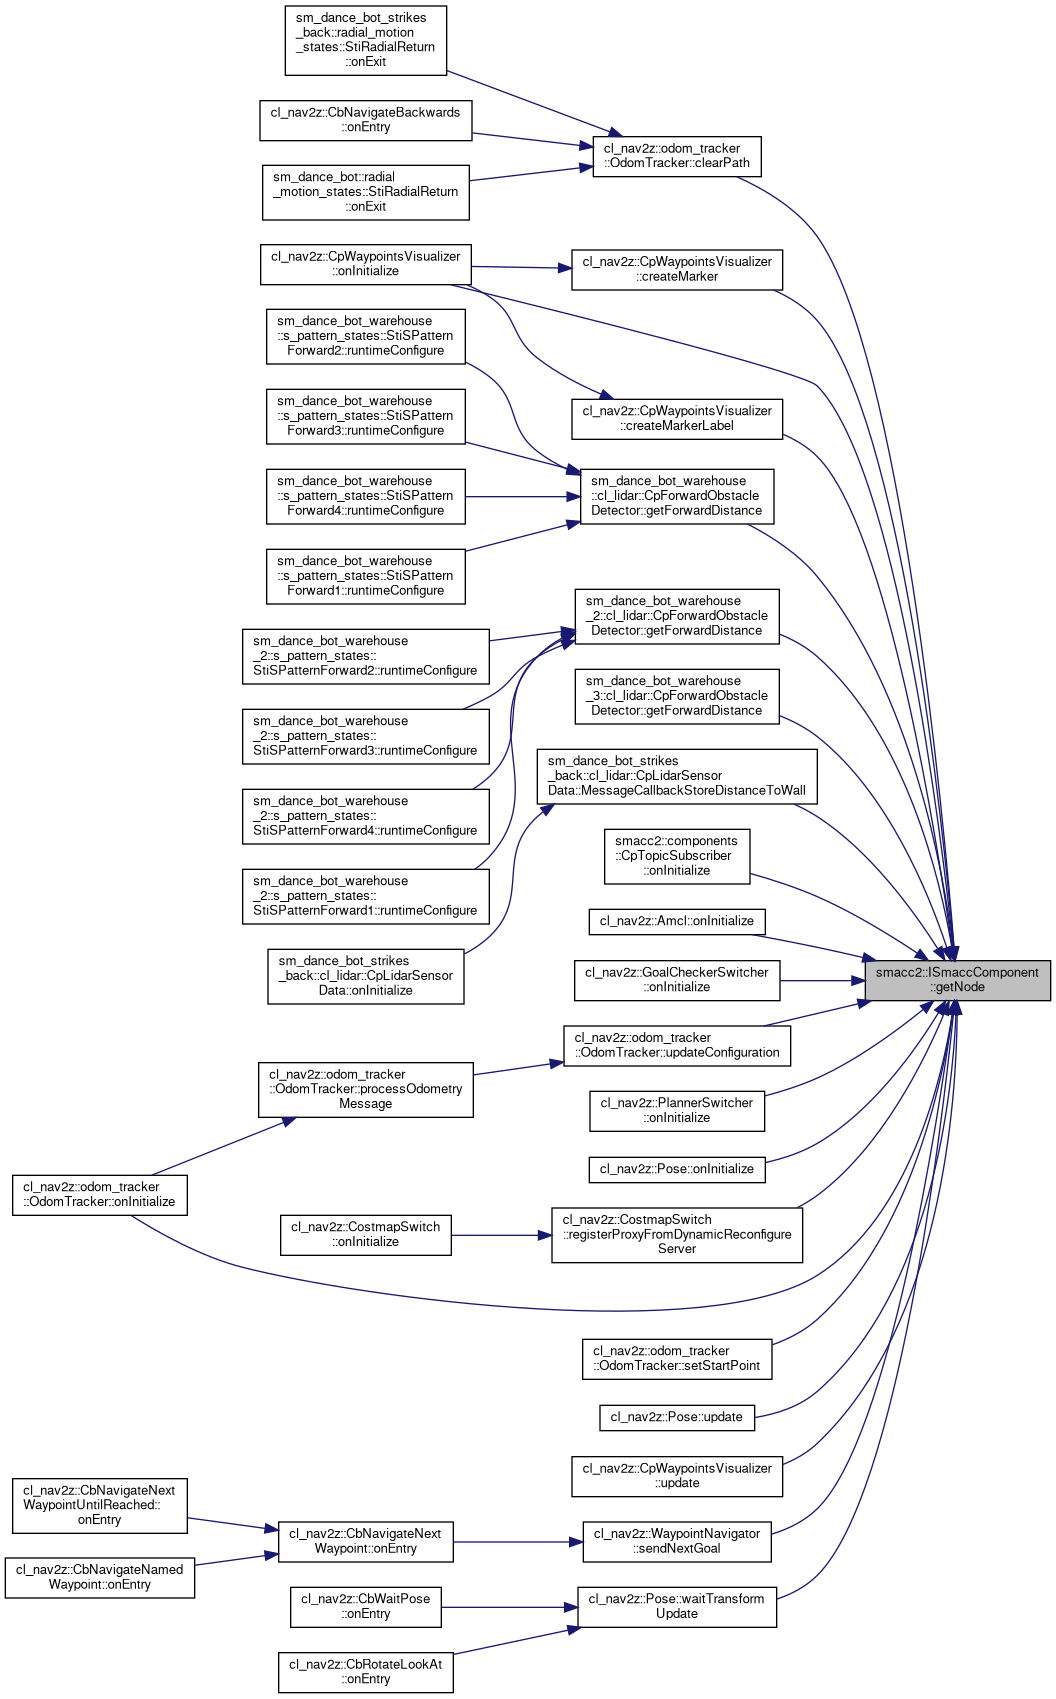 sm_dance_bot_strikes
_back::radial_motion
_states::StiRadialReturn
::onExit
cl_nav2z::CbNavigateBackwards
::onEntry
cl_nav2z::odom_tracker
::OdomTracker::clearPath
sm_dance_bot::radial
_motion_states::StiRadialReturn
::onExit
cl_nav2z::CpWaypointsVisualizer
::onInitialize
cl_nav2z::CpWaypointsVisualizer
::createMarker
sm_dance_bot_warehouse
::s_pattern_states::StiSPattern
Forward2::runtimeConfigure
sm_dance_bot_warehouse
::s_pattern_states::StiSPattern
Forward3::runtimeConfigure
cl_nav2z::CpWaypointsVisualizer
::createMarkerLabel
sm_dance_bot_warehouse
::s_pattern_states::StiSPattern
Forward4::runtimeConfigure
sm_dance_bot_warehouse
::cl_lidar::CpForwardObstacle
Detector::getForwardDistance
sm_dance_bot_warehouse
::s_pattern_states::StiSPattern
Forward1::runtimeConfigure
sm_dance_bot_warehouse
_2::cl_lidar::CpForwardObstacle
Detector::getForwardDistance
sm_dance_bot_warehouse
_2::s_pattern_states::
StiSPatternForward2::runtimeConfigure
sm_dance_bot_warehouse
_3::cl_lidar::CpForwardObstacle
Detector::getForwardDistance
sm_dance_bot_warehouse
_2::s_pattern_states::
StiSPatternForward3::runtimeConfigure
sm_dance_bot_strikes
_back::cl_lidar::CpLidarSensor
Data::MessageCallbackStoreDistanceToWall
sm_dance_bot_warehouse
_2::s_pattern_states::
StiSPatternForward4::runtimeConfigure
smacc2::components
::CpTopicSubscriber
::onInitialize
sm_dance_bot_warehouse
_2::s_pattern_states::
StiSPatternForward1::runtimeConfigure
cl_nav2z::Amcl::onInitialize
sm_dance_bot_strikes
_back::cl_lidar::CpLidarSensor
Data::onInitialize
cl_nav2z::GoalCheckerSwitcher
::onInitialize
smacc2::ISmaccComponent
::getNode
cl_nav2z::odom_tracker
::OdomTracker::updateConfiguration
cl_nav2z::odom_tracker
::OdomTracker::processOdometry
Message
cl_nav2z::PlannerSwitcher
::onInitialize
cl_nav2z::Pose::onInitialize
cl_nav2z::odom_tracker
::OdomTracker::onInitialize
cl_nav2z::CostmapSwitch
::onInitialize
cl_nav2z::CostmapSwitch
::registerProxyFromDynamicReconfigure
Server
cl_nav2z::odom_tracker
::OdomTracker::setStartPoint
cl_nav2z::Pose::update
cl_nav2z::CpWaypointsVisualizer
::update
cl_nav2z::CbNavigateNext
WaypointUntilReached::
onEntry
cl_nav2z::CbNavigateNext
Waypoint::onEntry
cl_nav2z::WaypointNavigator
::sendNextGoal
cl_nav2z::CbNavigateNamed
Waypoint::onEntry
cl_nav2z::CbWaitPose
::onEntry
cl_nav2z::Pose::waitTransform
Update
cl_nav2z::CbRotateLookAt
::onEntry